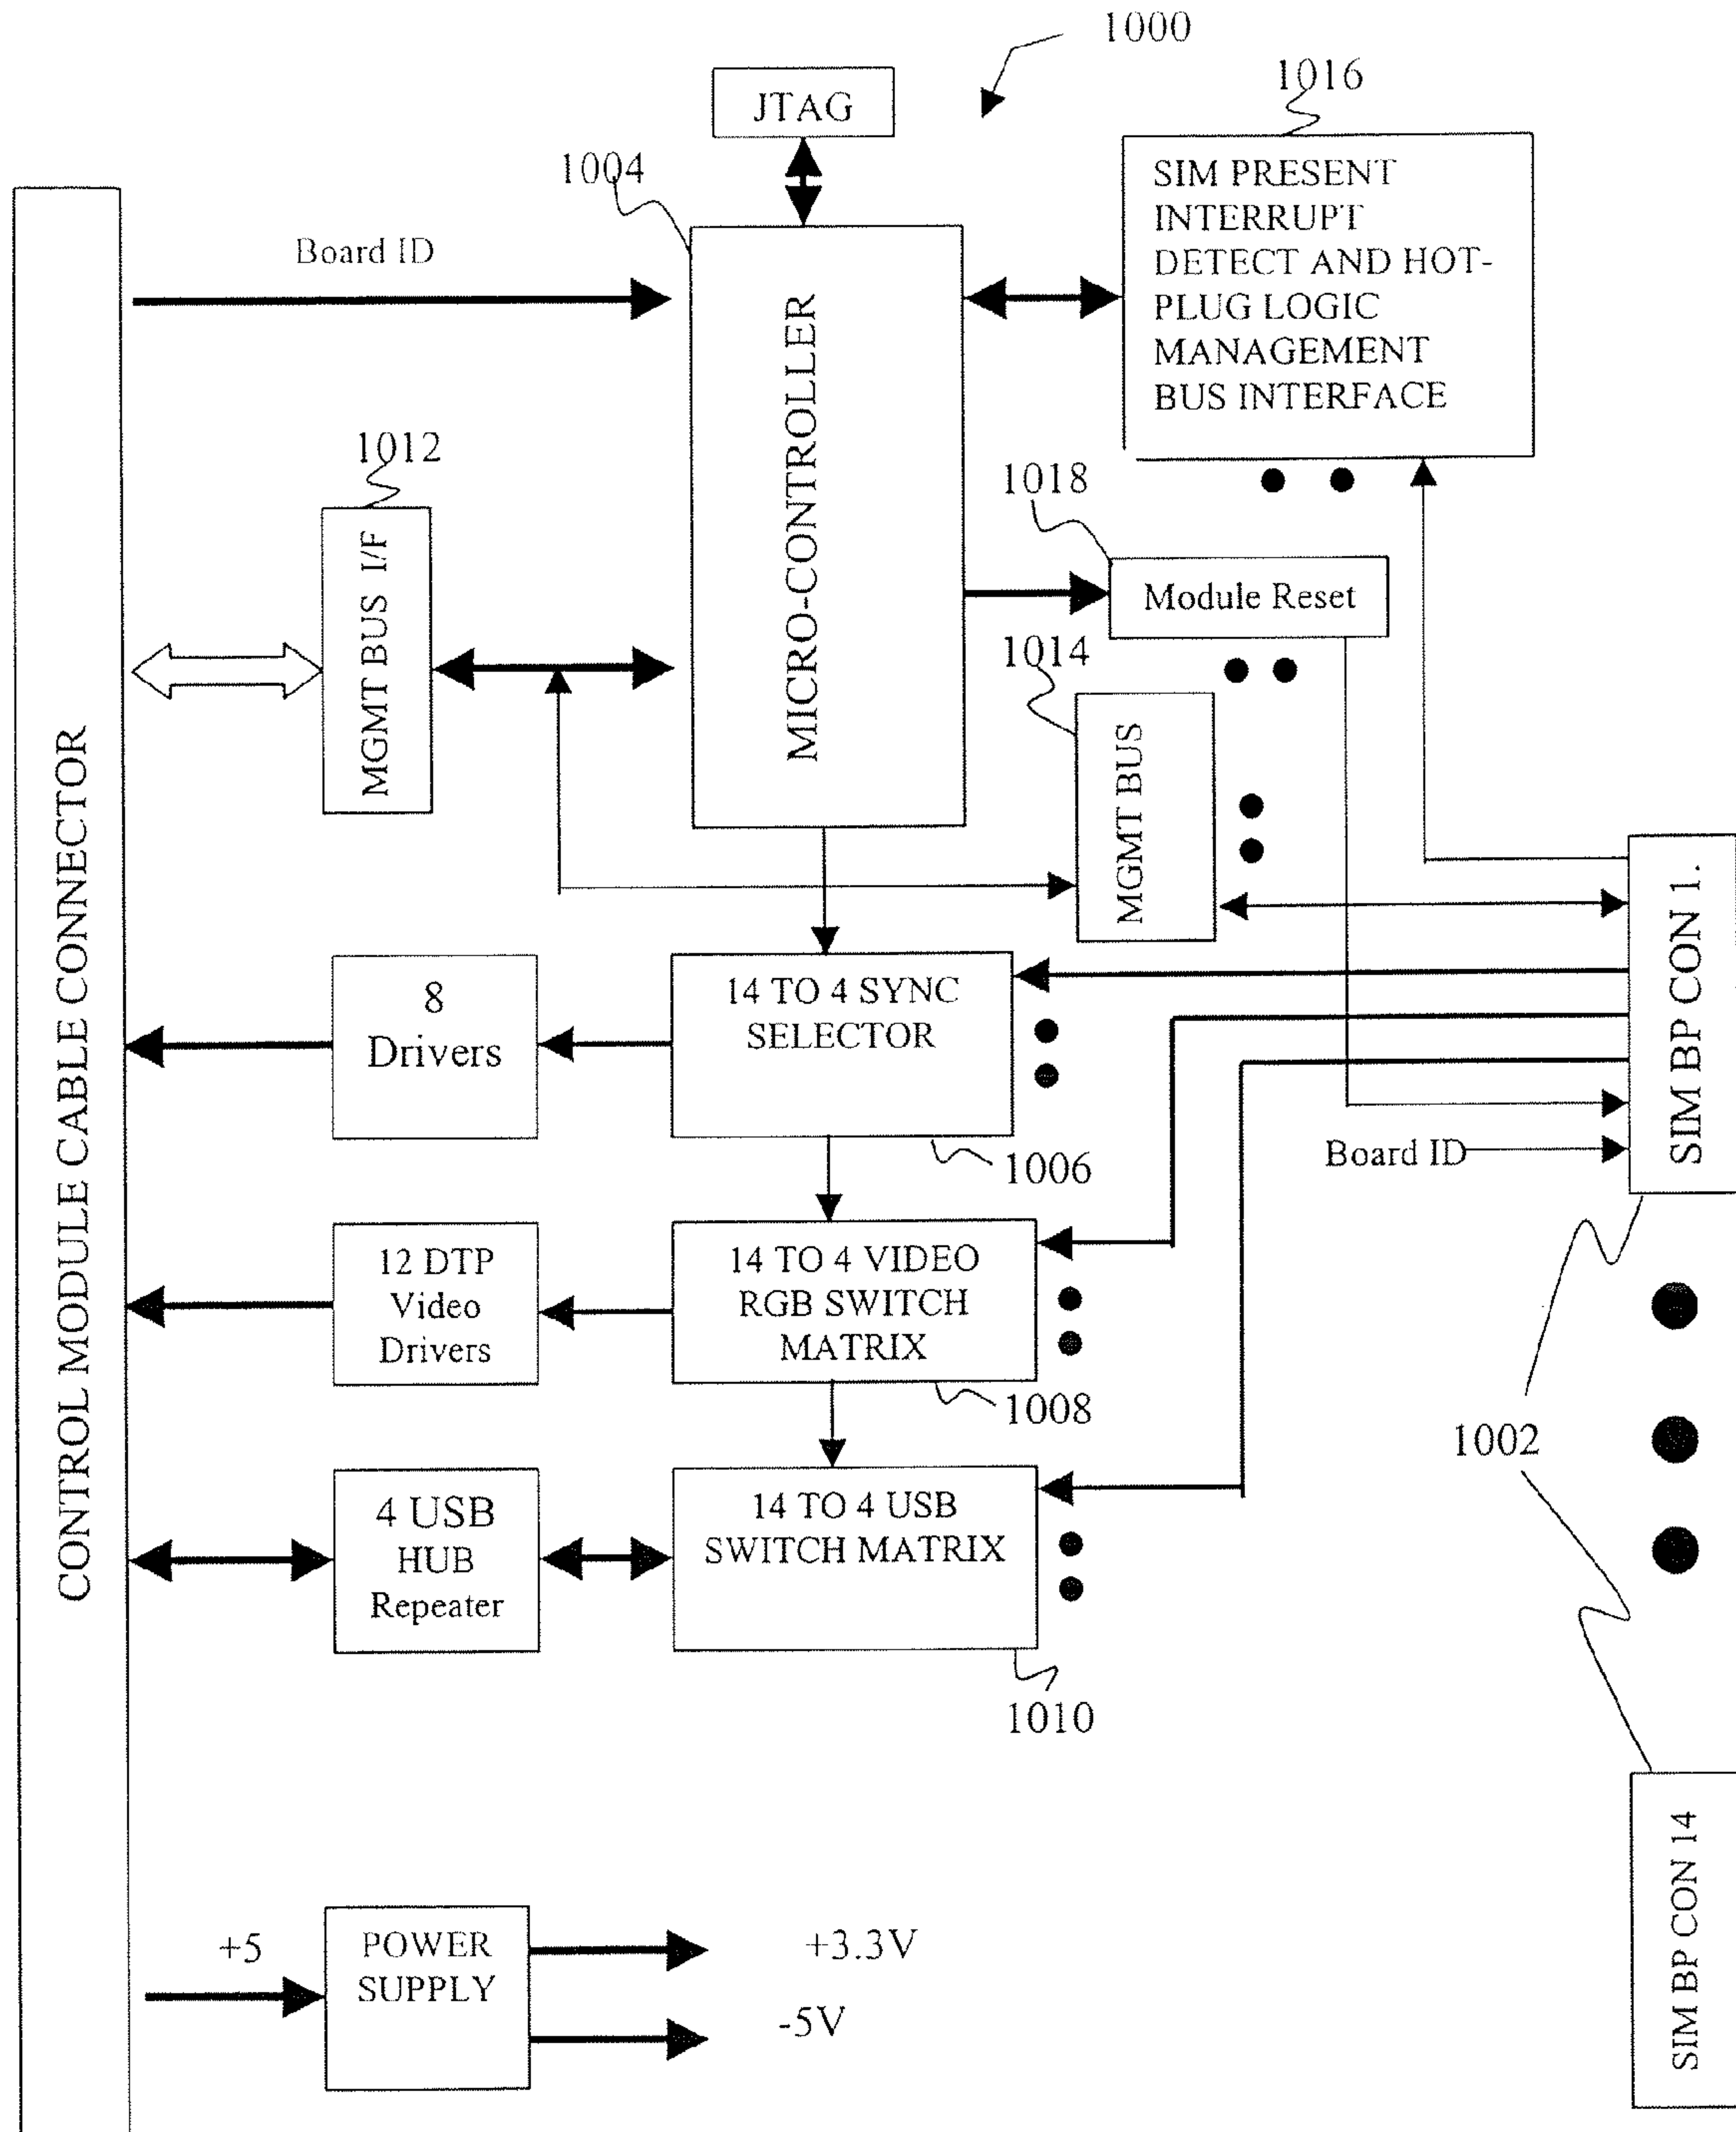 1000
JTAG
1016
1004
SIM PRESENT
INTERRUPT
DETECT AND HOT-
PLUG LOGIC
MANAGEMENT
BUS INTERFACE
Board ID
MICRO-CONTROLLER
1012
MGMT BUS I/F
1018
Module Reset
1014
MGMT BUS
CONTROL MODULE CABLE CONNECTOR
SIM BP CON 1.
8
Drivers
14 TO 4 SYNC
SELECTOR
1006
Board ID
12 DTP
Video
Drivers
14 TO 4 VIDEO
RGB SWITCH
MATRIX
1008
1002
4 USB
HUB
Repeater
14 TO 4 USB
SWITCH MATRIX
1010
SIM BP CON 14
+5
POWER
SUPPLY
+3.3V
-5V